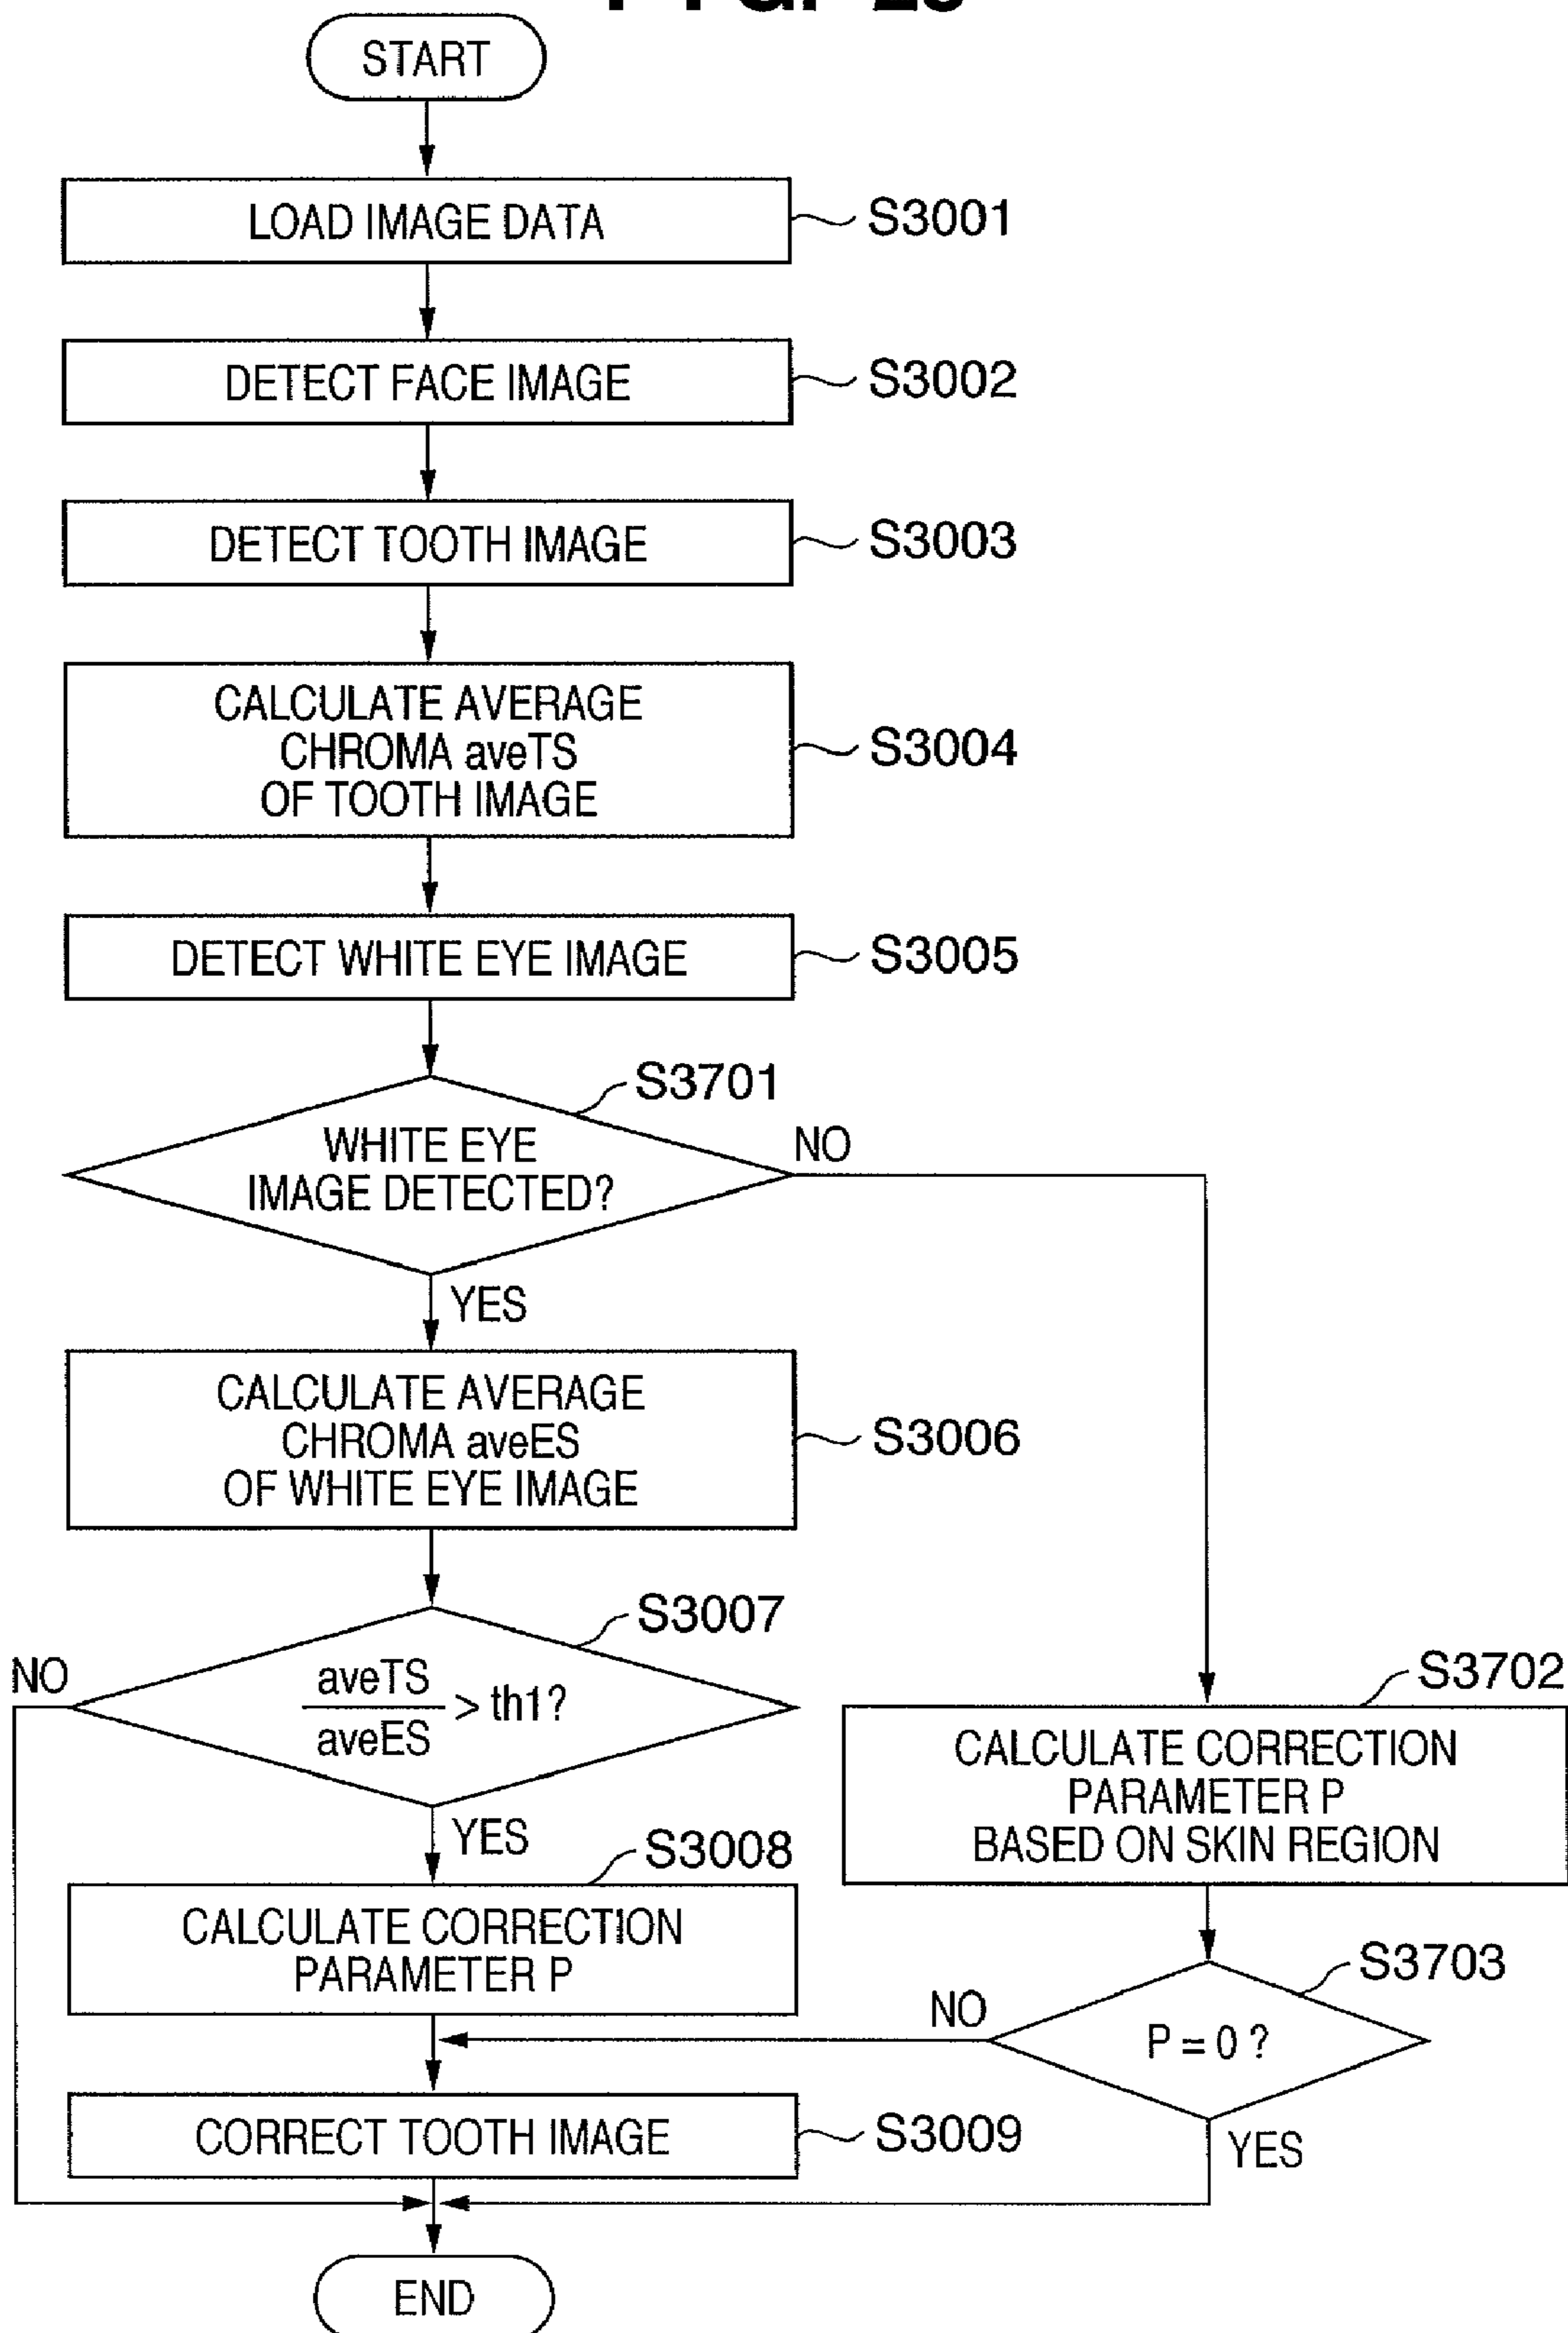 START
LOAD IMAGE DATA
S3001
DETECT FACE IMAGE
S3002
DETECT TOOTH IMAGE
S3003
CALCULATE AVERAGE
CHROMA aveTS
OF TOOTH IMAGE
S3004
DETECT WHITE EYE IMAGE
S3005
S3701
WHITE EYE
IMAGE DETECTED?
NO
YES
CALCULATE AVERAGE
CHROMA aveES
OF WHITE EYE IMAGE
S3006
S3007
NO
aveTS
aveES
> th1?
YES
S3702
CALCULATE CORRECTION
PARAMETER P
BASED ON SKIN REGION
S3008
CALCULATE CORRECTION
PARAMETER P
S3703
P = 0 ?
NO
YES
CORRECT TOOTH IMAGE
S3009
END